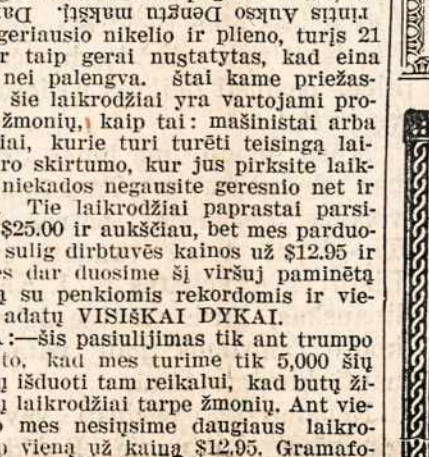 rinits Auksu Dengtų makštį. Da
geriausio nikelio ir plieno, turįs 21
r taip gerai nustatytas, kad eina
nei palengva. štai kame priežas-
šie laikrodžiai yra vartojami pro-
žmonių, kaip tai: mašinistai arba
iai, kurie turi turėti teisingą lai-
ro skirtumo, kur jus pirksite laik-
niekados negausite geresnio net ir
. Tie laikrodžiai paprastai parsi-
$25.00 ir aukščiau, bet mes parduo-
sulig dirbtuvės kainos už $12.95 ir
s dar duosime šį viršuj paminėtą
ą su penkiomis rekordomis ir vie-
adatų VISIŠKAI DYKAI.
A:—šis pasiulijimas tik ant trumpo
to, kad mes turime tik 5,000 šių
ų išduoti tam reikalui, kad butų ži-
ų laikrodžiai tarpe žmonių. Ant vie-
o mes nesiųsime daugiaus laikro-
p vieną už kainą $12.95. Gramafo-